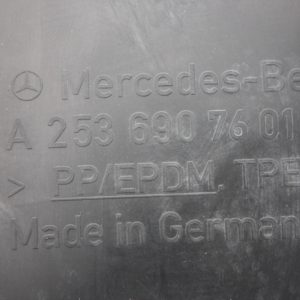 Mercedes-Be
A 253 690 76 01
> PP/EPDM, TPE
Made in German